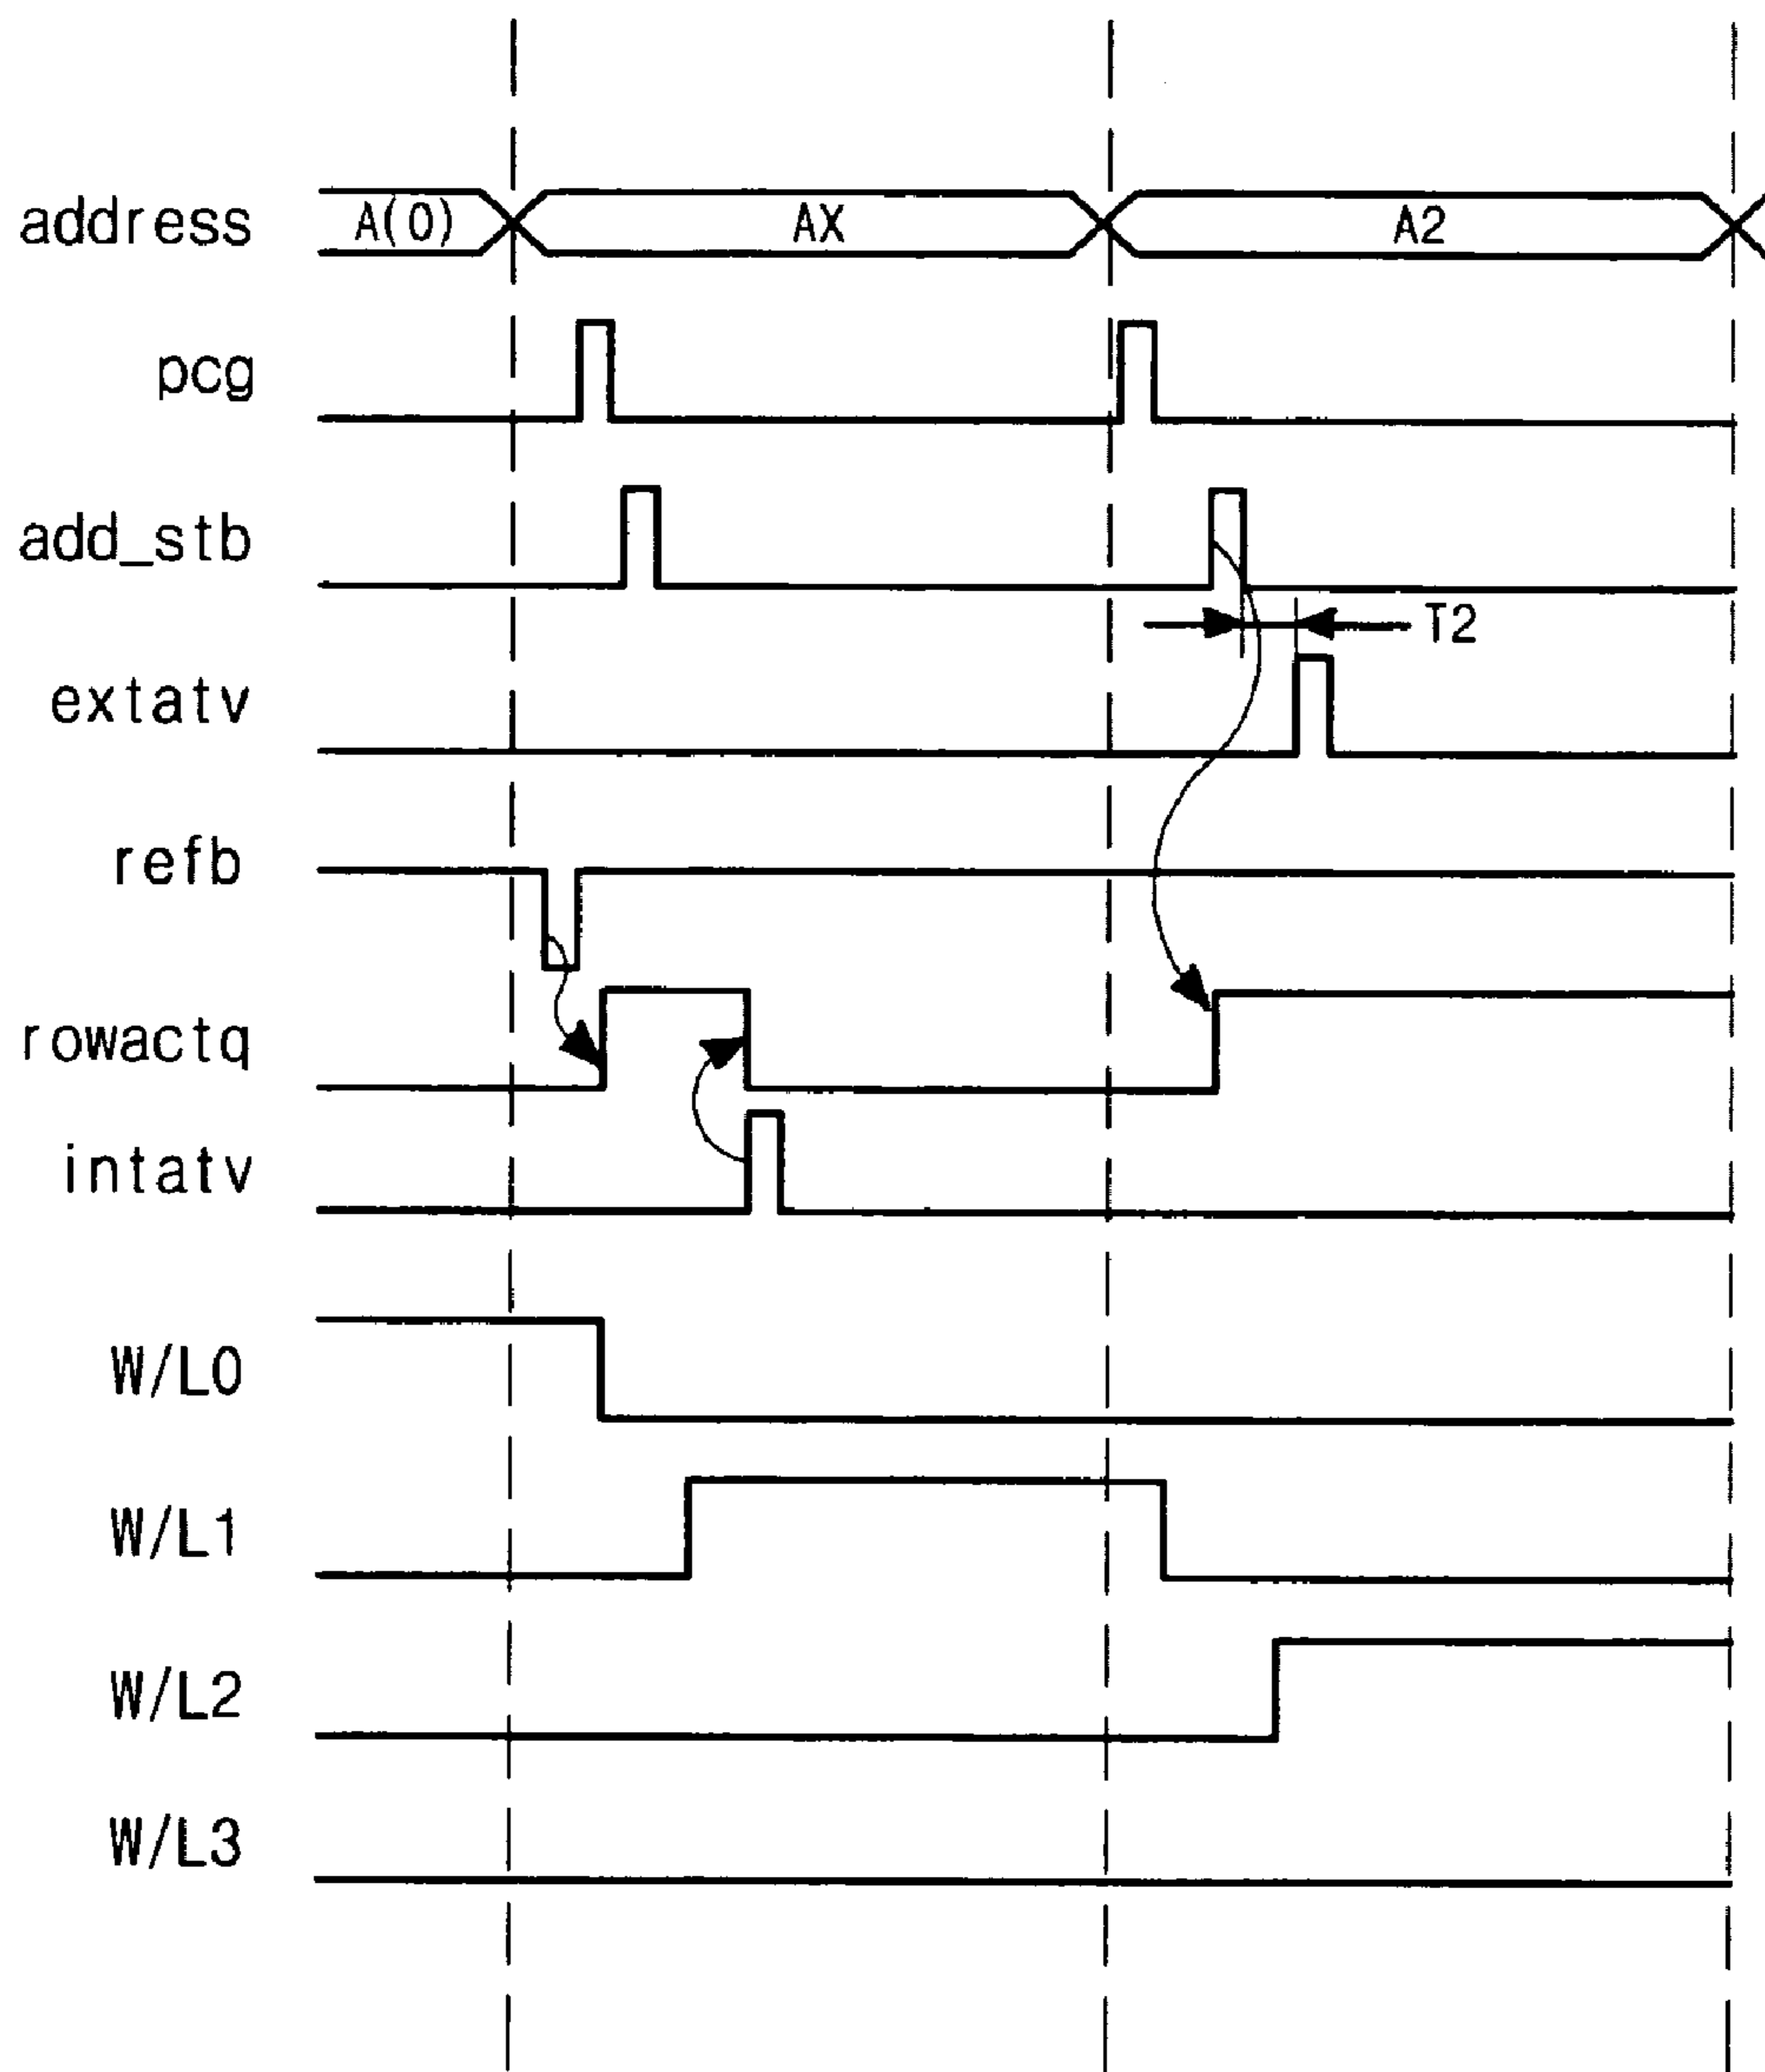 address A(0) AX A2
pcg
add_stb
T2
extatv
refb
rowactq
intatv
W/L0
W/L1
W/L2
W/L3